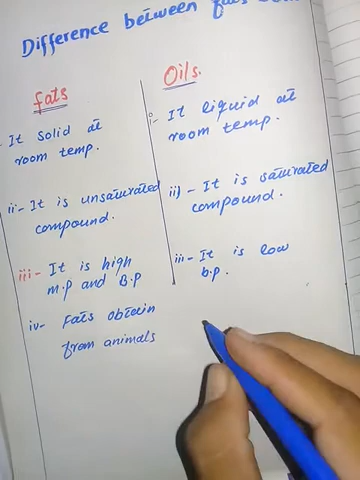 Difference between Fats
Fats
It solid at
room temp.
ii- It is unsaturated
compound.
iii- It is high
m.p and B.p
iv- Fats obtain
from animals
Oils.
i- It liquid at
room temp.
ii)- It is saturated
compound.
iii- It is low
b.p.